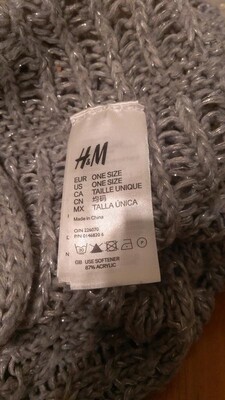 H&M
EUR ONE SIZE
US ONE SIZE
CA TAILLE UNIQUE
CN 均码
MX TALLA ÚNICA
Made in China
GB USE SOFTENER
87% ACRYLIC